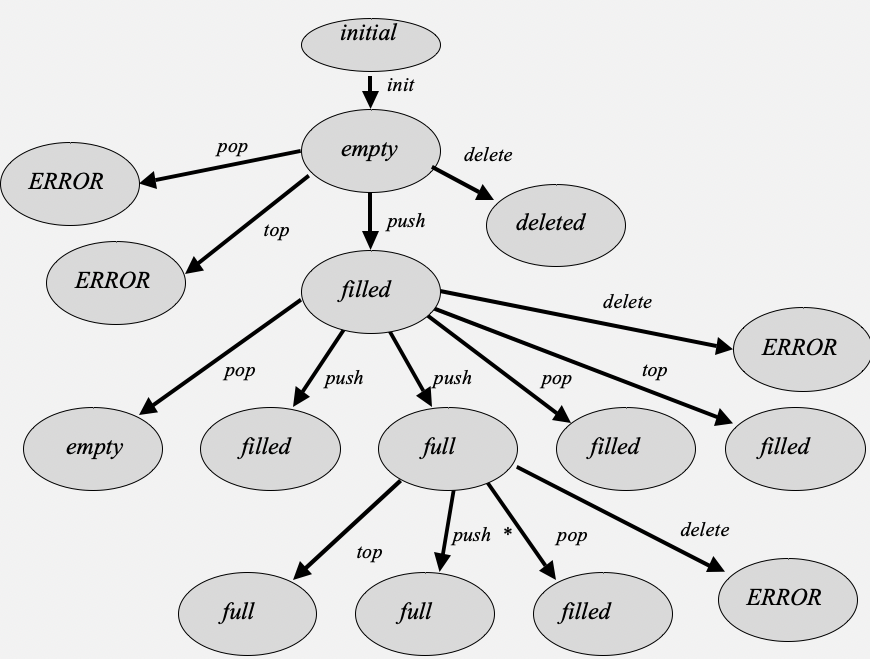 initial
init
empty
pop
delete
ERROR
top
push
deleted
ERROR
filled
delete
pop
push
push
pop
top
ERROR
empty
filled
full
filled
filled
top
push *
pop
delete
full
full
filled
ERROR